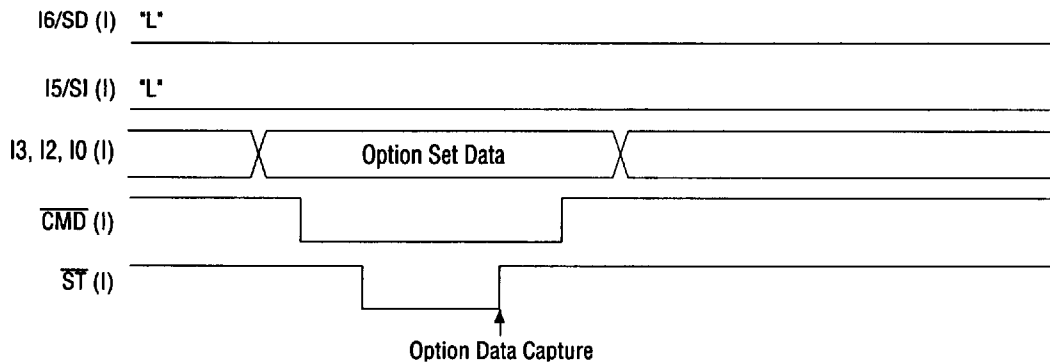 I6/SD (I) "L"
I5/SI (I) "L"
I3, I2, I0 (I) Option Set Data
CMD (I)
ST (I)
Option Data Capture